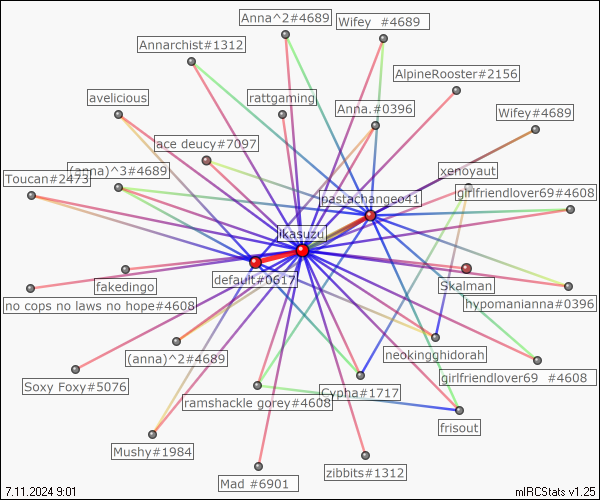 Anna^2#4689
Wifey  #4689
Annarchist#1312
AlpineRooster#2156
avelicious
rattgaming
Anna.#0396
Wifey#4689
ace deucy#7097
(anna)^3#4689
xenoyaut
Toucan#2473
girlfriendlover69#4608
pastachangeo41
ikasuzu
default#0617
fakedingo
Skalman
no cops no laws no hope#4608
hypomanianna#0396
(anna)^2#4689
neokingghidorah
Soxy Foxy#5076
girlfriendlover69  #4608
Cypha#1717
ramshackle gorey#4608
frisout
Mushy#1984
zibbits#1312
Mad #6901
7.11.2024 9:01
mIRCStats v1.25